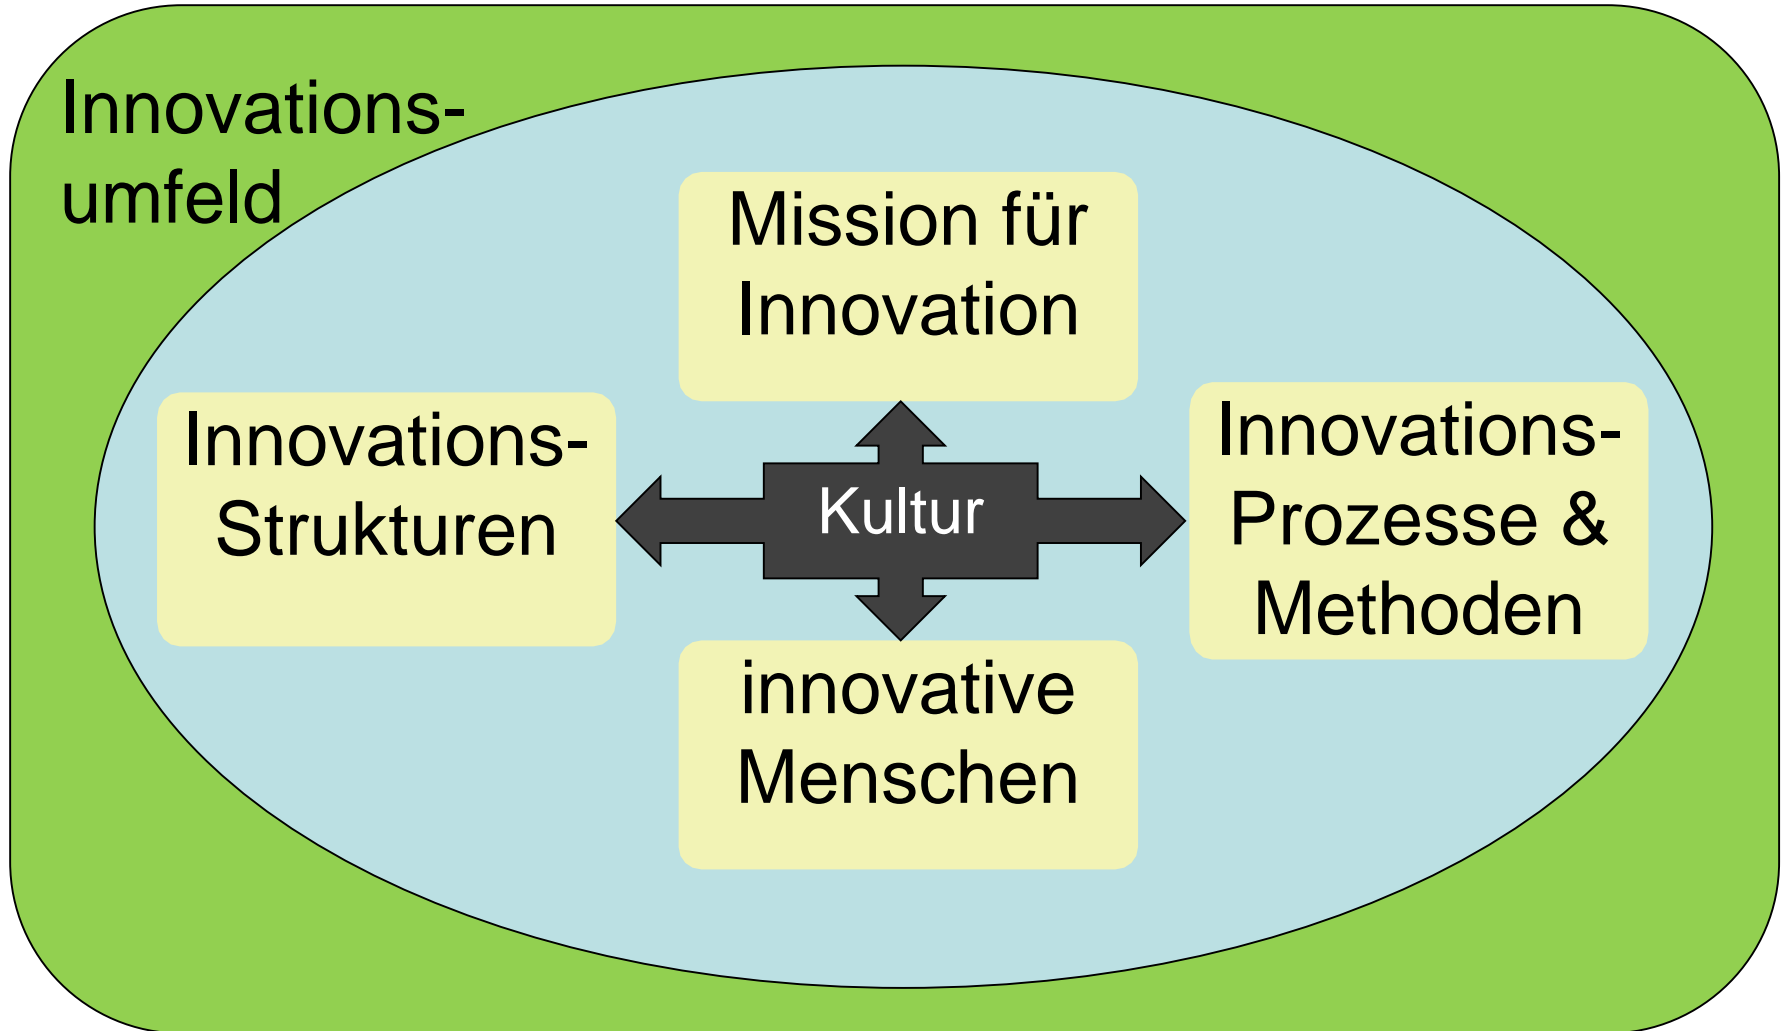 Innovations-
umfeld
Mission für
Innovation
Innovations-
Strukturen
Kultur
Innovations-
Prozesse &
Methoden
innovative
Menschen